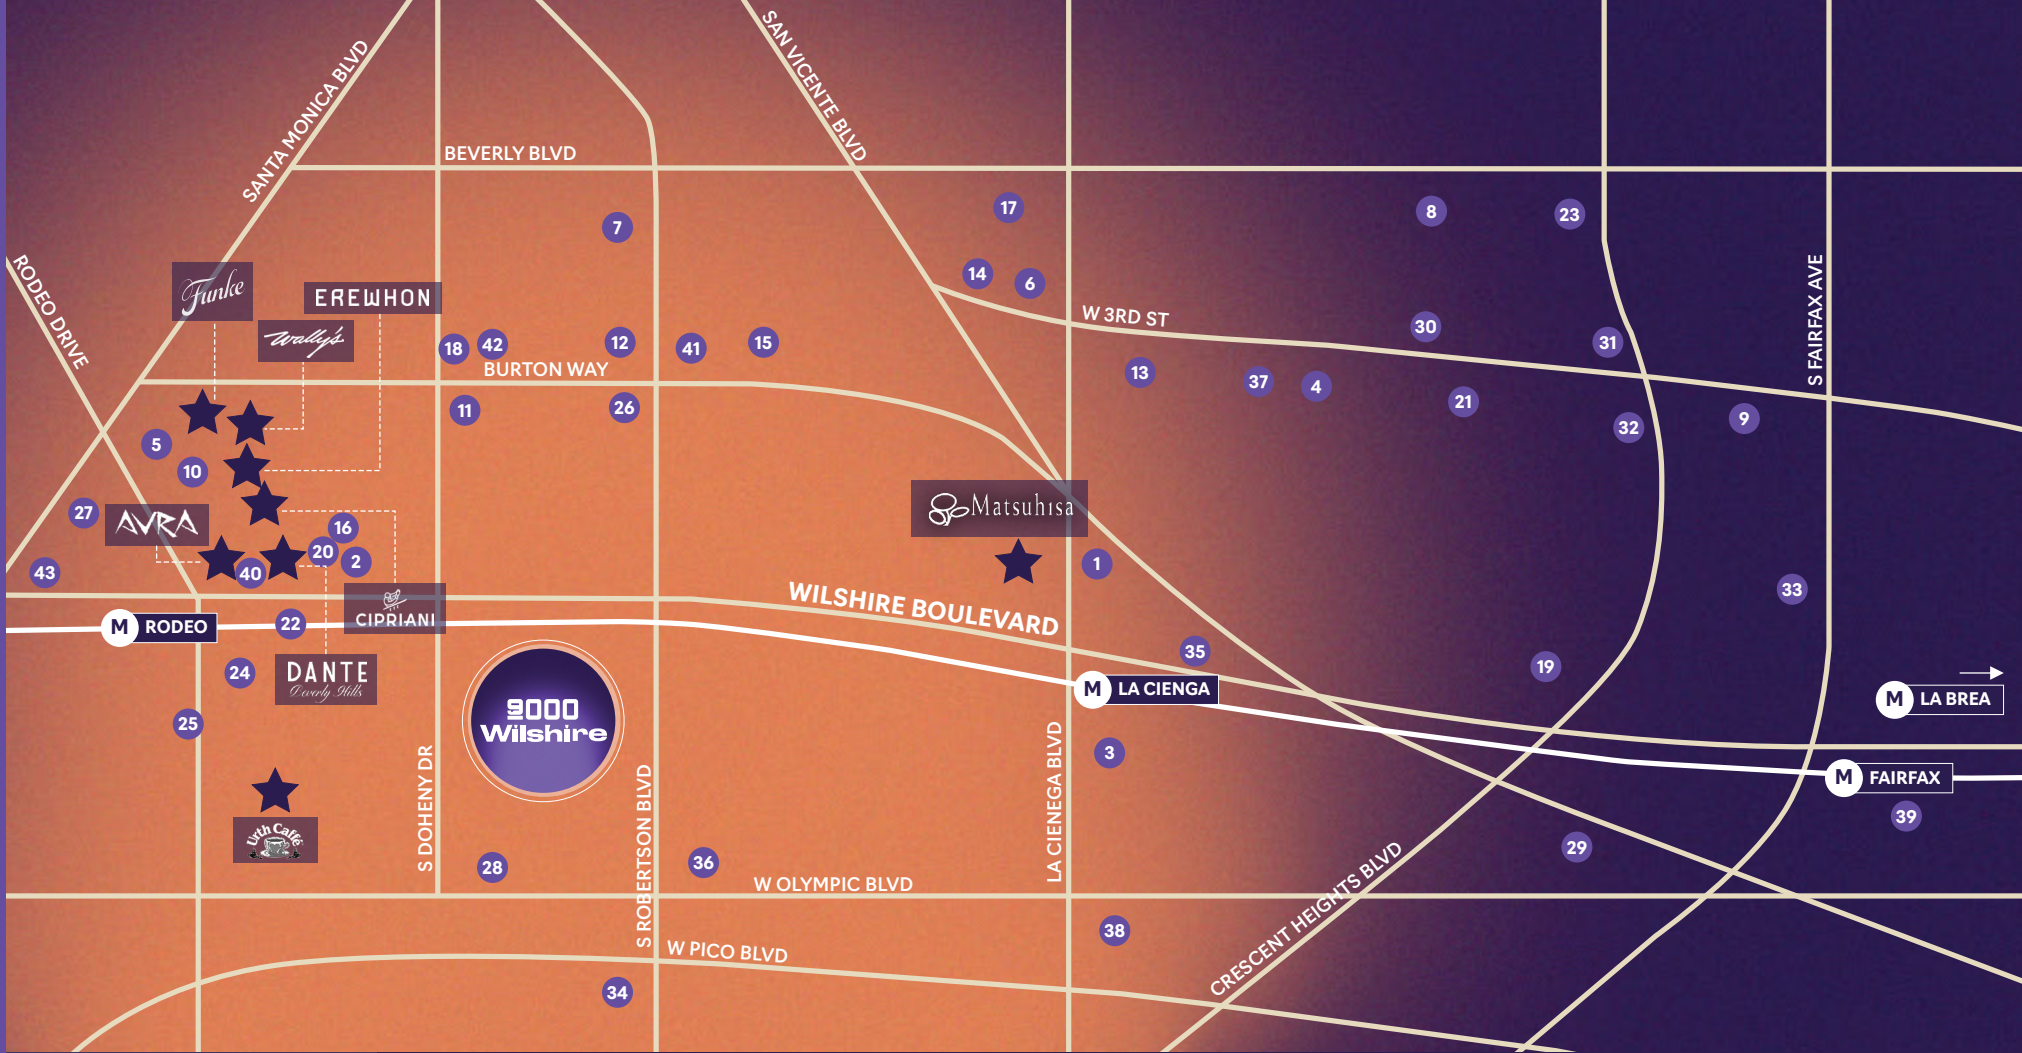 SANTA MONICA BLVD
SAN VICENTE BLVD
BEVERLY BLVD
17
8
23
7
RODEO DRIVE
Funke
EREWHON
14
6
S FAIRFAX AVE
W 3RD ST
Wally's
18
42
12
41
15
30
31
BURTON WAY
13
37
4
21
11
26
32
9
5
10
27
AVRA
16
Matsuhisa
20
2
40
43
1
33
WILSHIRE BOULEVARD
CIPRIANI
M RODEO
22
35
19
24
DANTE
Beverly Hills
M LA CIENGA
M LA BREA
25
9000
Wilshire
3
M FAIRFAX
Urth Caffé
S DOHENY DR
S ROBERTSON BLVD
LA CIENEGA BLVD
39
29
28
36
W OLYMPIC BLVD
38
CRESCENT HEIGHTS BLVD
W PICO BLVD
34